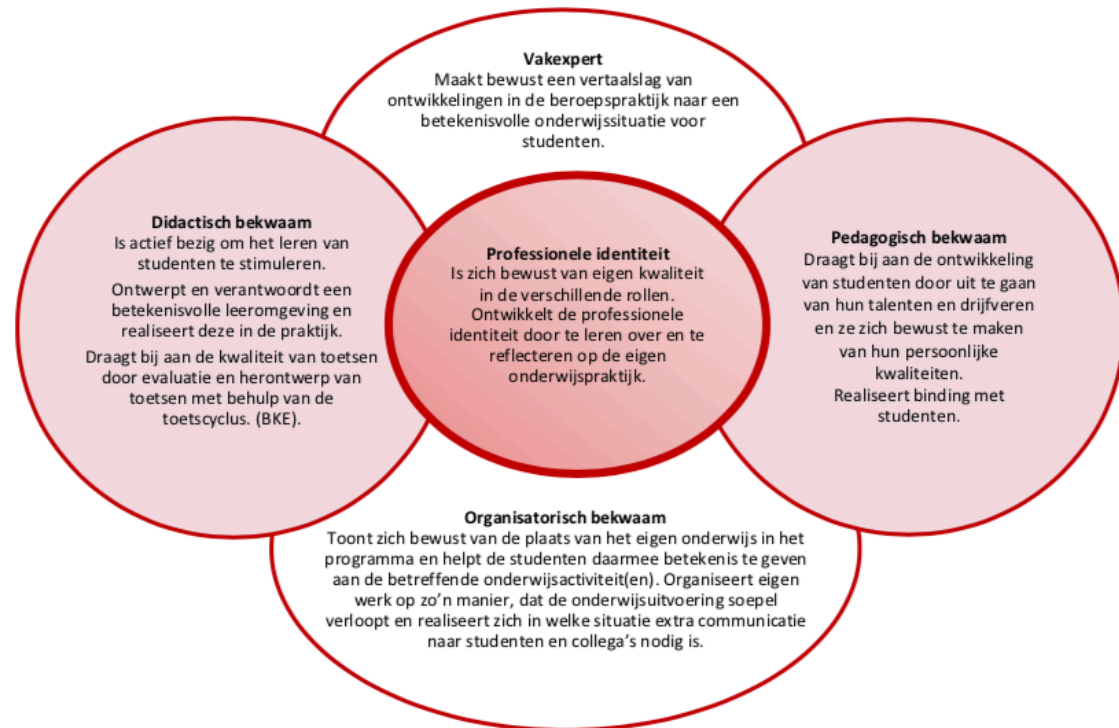 Vakexpert
Maakt bewust een vertaalslag van
ontwikkelingen in de beroepspraktijk naar een
betekenisvolle onderwijssituatie voor
studenten.
Didactisch bekwaam
Is actief bezig om het leren van
studenten te stimuleren.
Ontwerpt en verantwoordt een
betekenisvolle leeromgeving en
realiseert deze in de praktijk.
Draagt bij aan de kwaliteit van toetsen
door evaluatie en herontwerp van
toetsen met behulp van de
toetscyclus. (BKE).
Professionele identiteit
Is zich bewust van eigen kwaliteit
in de verschillende rollen.
Ontwikkelt de professionele
identiteit door te leren over en te
reflecteren op de eigen
onderwijspraktijk.
Pedagogisch bekwaam
Draagt bij aan de ontwikkeling
van studenten door uit te gaan
van hun talenten en drijfveren
en ze zich bewust te maken
van hun persoonlijke
kwaliteiten.
Realiseert binding met
studenten.
Organisatorisch bekwaam
Toont zich bewust van de plaats van het eigen onderwijs in het
programma en helpt de studenten daarmee betekenis te geven
aan de betreffende onderwijsactiviteit(en). Organiseert eigen
werk op zo’n manier, dat de onderwijsuitvoering soepel
verloopt en realiseert zich in welke situatie extra communicatie
naar studenten en collega’s nodig is.